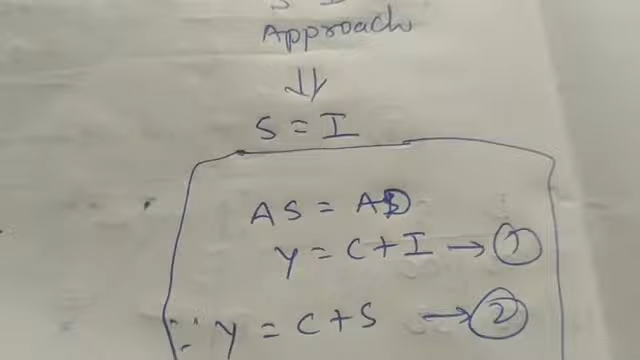 Approach
⇓
S = I
AS = AD
Y = C + I → ①
∴ Y = C + S → ②